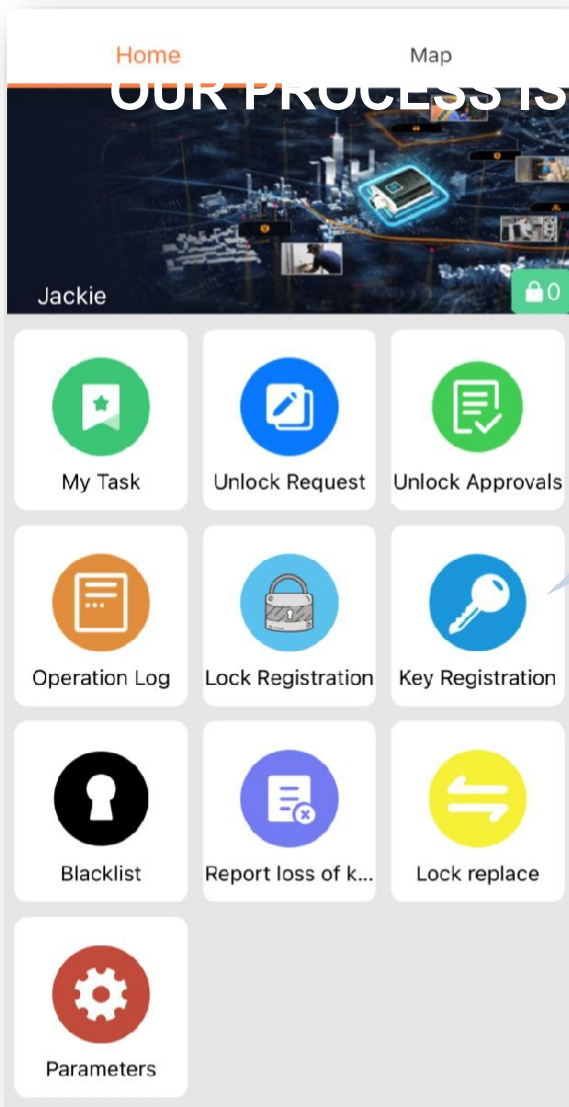 Home Map
OUR PROCESS IS
Jackie 0
My Task Unlock Request Unlock Approvals
Operation Log Lock Registration Key Registration
Blacklist Report loss of k... Lock replace
Parameters